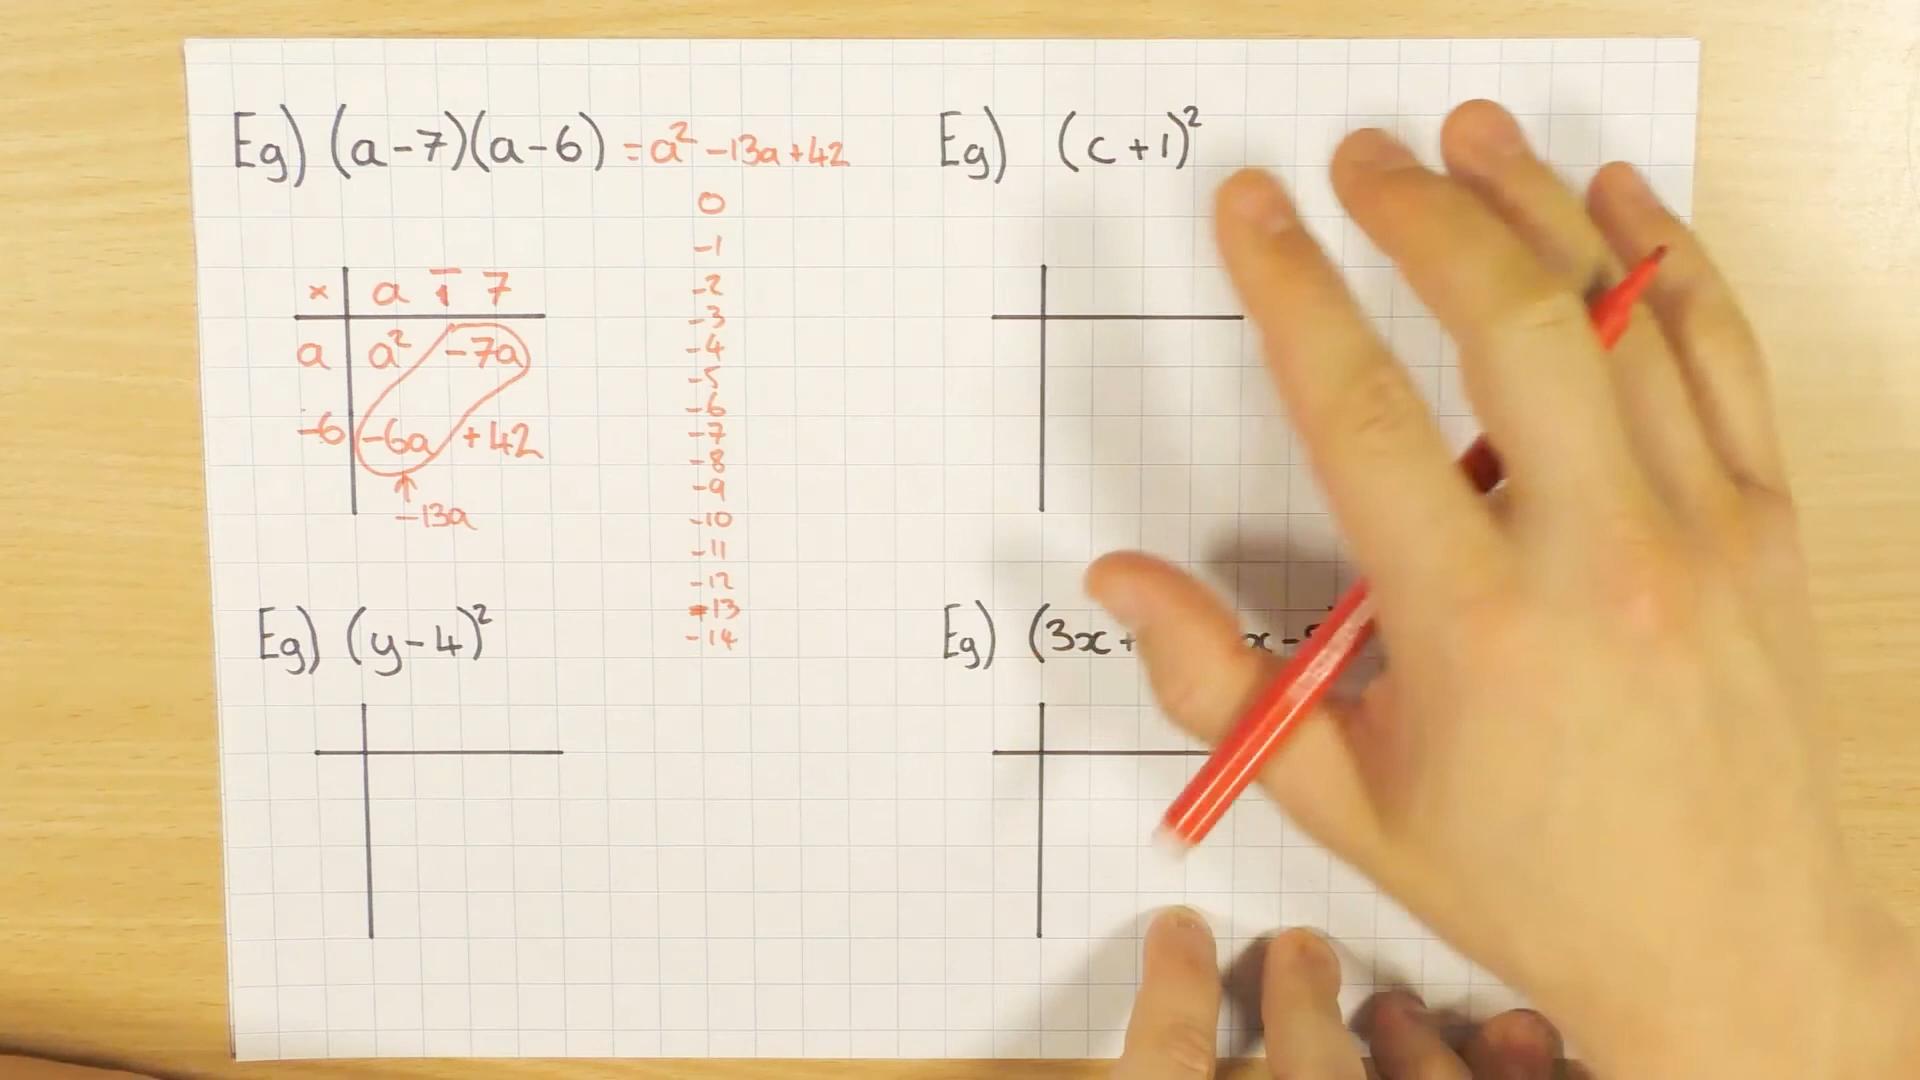 Eg) (a-7)(a-6) = a² -13a +42
0
-1
-2
-3
-4
-5
-6
-7
-8
-9
-10
-11
-12
-13
-14
× a - 7
a a² -7a
-6 -6a +42
-13a
Eg) (c+1)²
Eg) (y-4)²
Eg) (3x+ x-